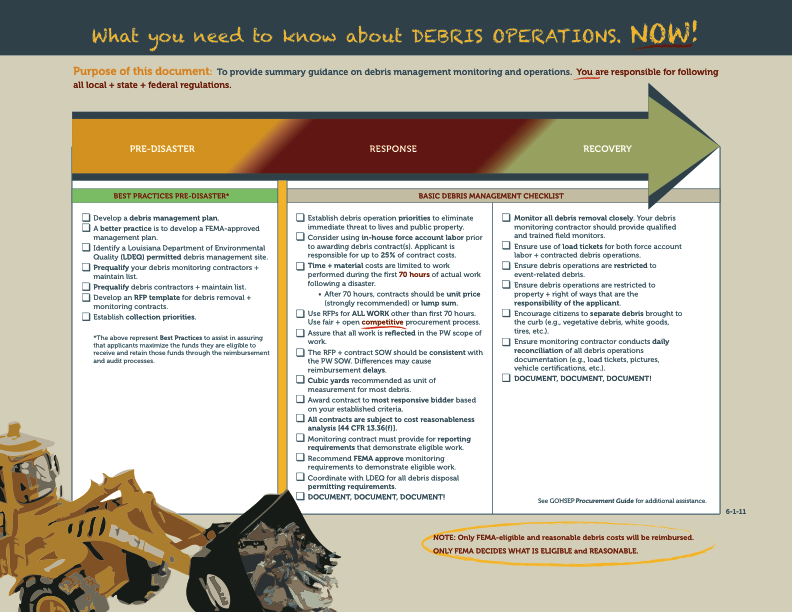 What you need to know about DEBRIS OPERATIONS. NOW!
Purpose of this document: To provide summary guidance on debris management monitoring and operations. You are responsible for following
all local + state + federal regulations.
PRE-DISASTER
RESPONSE
RECOVERY
BEST PRACTICES PRE-DISASTER*
BASIC DEBRIS MANAGEMENT CHECKLIST
❏ Develop a debris management plan.
❏ A better practice is to develop a FEMA-approved
management plan.
❏ Identify a Louisiana Department of Environmental
Quality (LDEQ) permitted debris management site.
❏ Prequalify your debris monitoring contractors +
maintain list.
❏ Prequalify debris contractors + maintain list.
❏ Develop an RFP template for debris removal +
monitoring contracts.
❏ Establish collection priorities.
*The above represent Best Practices to assist in assuring
that applicants maximize the funds they are eligible to
receive and retain those funds through the reimbursement
and audit processes.
❏ Establish debris operation priorities to eliminate
immediate threat to lives and public property.
❏ Consider using in-house force account labor prior
to awarding debris contract(s). Applicant is
responsible for up to 25% of contract costs.
❏ Time + material costs are limited to work
performed during the first 70 hours of actual work
following a disaster.
• After 70 hours, contracts should be unit price
(strongly recommended) or lump sum.
❏ Use RFPs for ALL WORK other than first 70 hours.
Use fair + open competitive procurement process.
❏ Assure that all work is reflected in the PW scope of
work.
❏ The RFP + contract SOW should be consistent with
the PW SOW. Differences may cause
reimbursement delays.
❏ Cubic yards recommended as unit of
measurement for most debris.
❏ Award contract to most responsive bidder based
on your established criteria.
❏ All contracts are subject to cost reasonableness
analysis [44 CFR 13.36(f)].
❏ Monitoring contract must provide for reporting
requirements that demonstrate eligible work.
❏ Recommend FEMA approve monitoring
requirements to demonstrate eligible work.
❏ Coordinate with LDEQ for all debris disposal
permitting requirements.
❏ DOCUMENT, DOCUMENT, DOCUMENT!
❏ Monitor all debris removal closely. Your debris
monitoring contractor should provide qualified
and trained field monitors.
❏ Ensure use of load tickets for both force account
labor + contracted debris operations.
❏ Ensure debris operations are restricted to
event-related debris.
❏ Ensure debris operations are restricted to
property + right of ways that are the
responsibility of the applicant.
❏ Encourage citizens to separate debris brought to
the curb (e.g., vegetative debris, white goods,
tires, etc.).
❏ Ensure monitoring contractor conducts daily
reconciliation of all debris operations
documentation (e.g., load tickets, pictures,
vehicle certifications, etc.).
❏ DOCUMENT, DOCUMENT, DOCUMENT!
See GOHSEP Procurement Guide for additional assistance.
6-1-11
NOTE: Only FEMA-eligible and reasonable debris costs will be reimbursed.
ONLY FEMA DECIDES WHAT IS ELIGIBLE and REASONABLE.